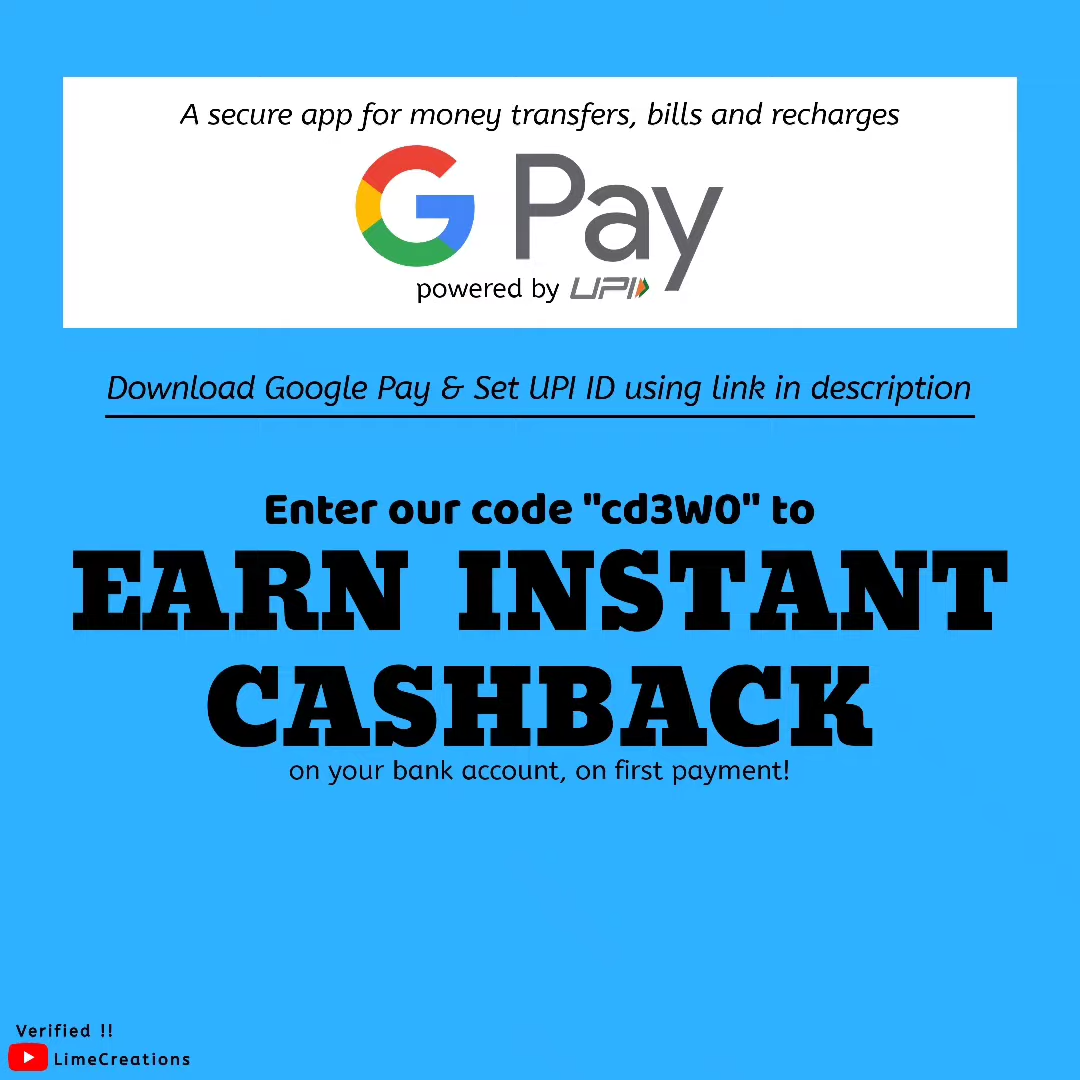 A secure app for money transfers, bills and recharges
G Pay
powered by UPI
Download Google Pay & Set UPI ID using link in description
Enter our code "cd3W0" to
EARN INSTANT
CASHBACK
on your bank account, on first payment!
Verified !!
LimeCreations